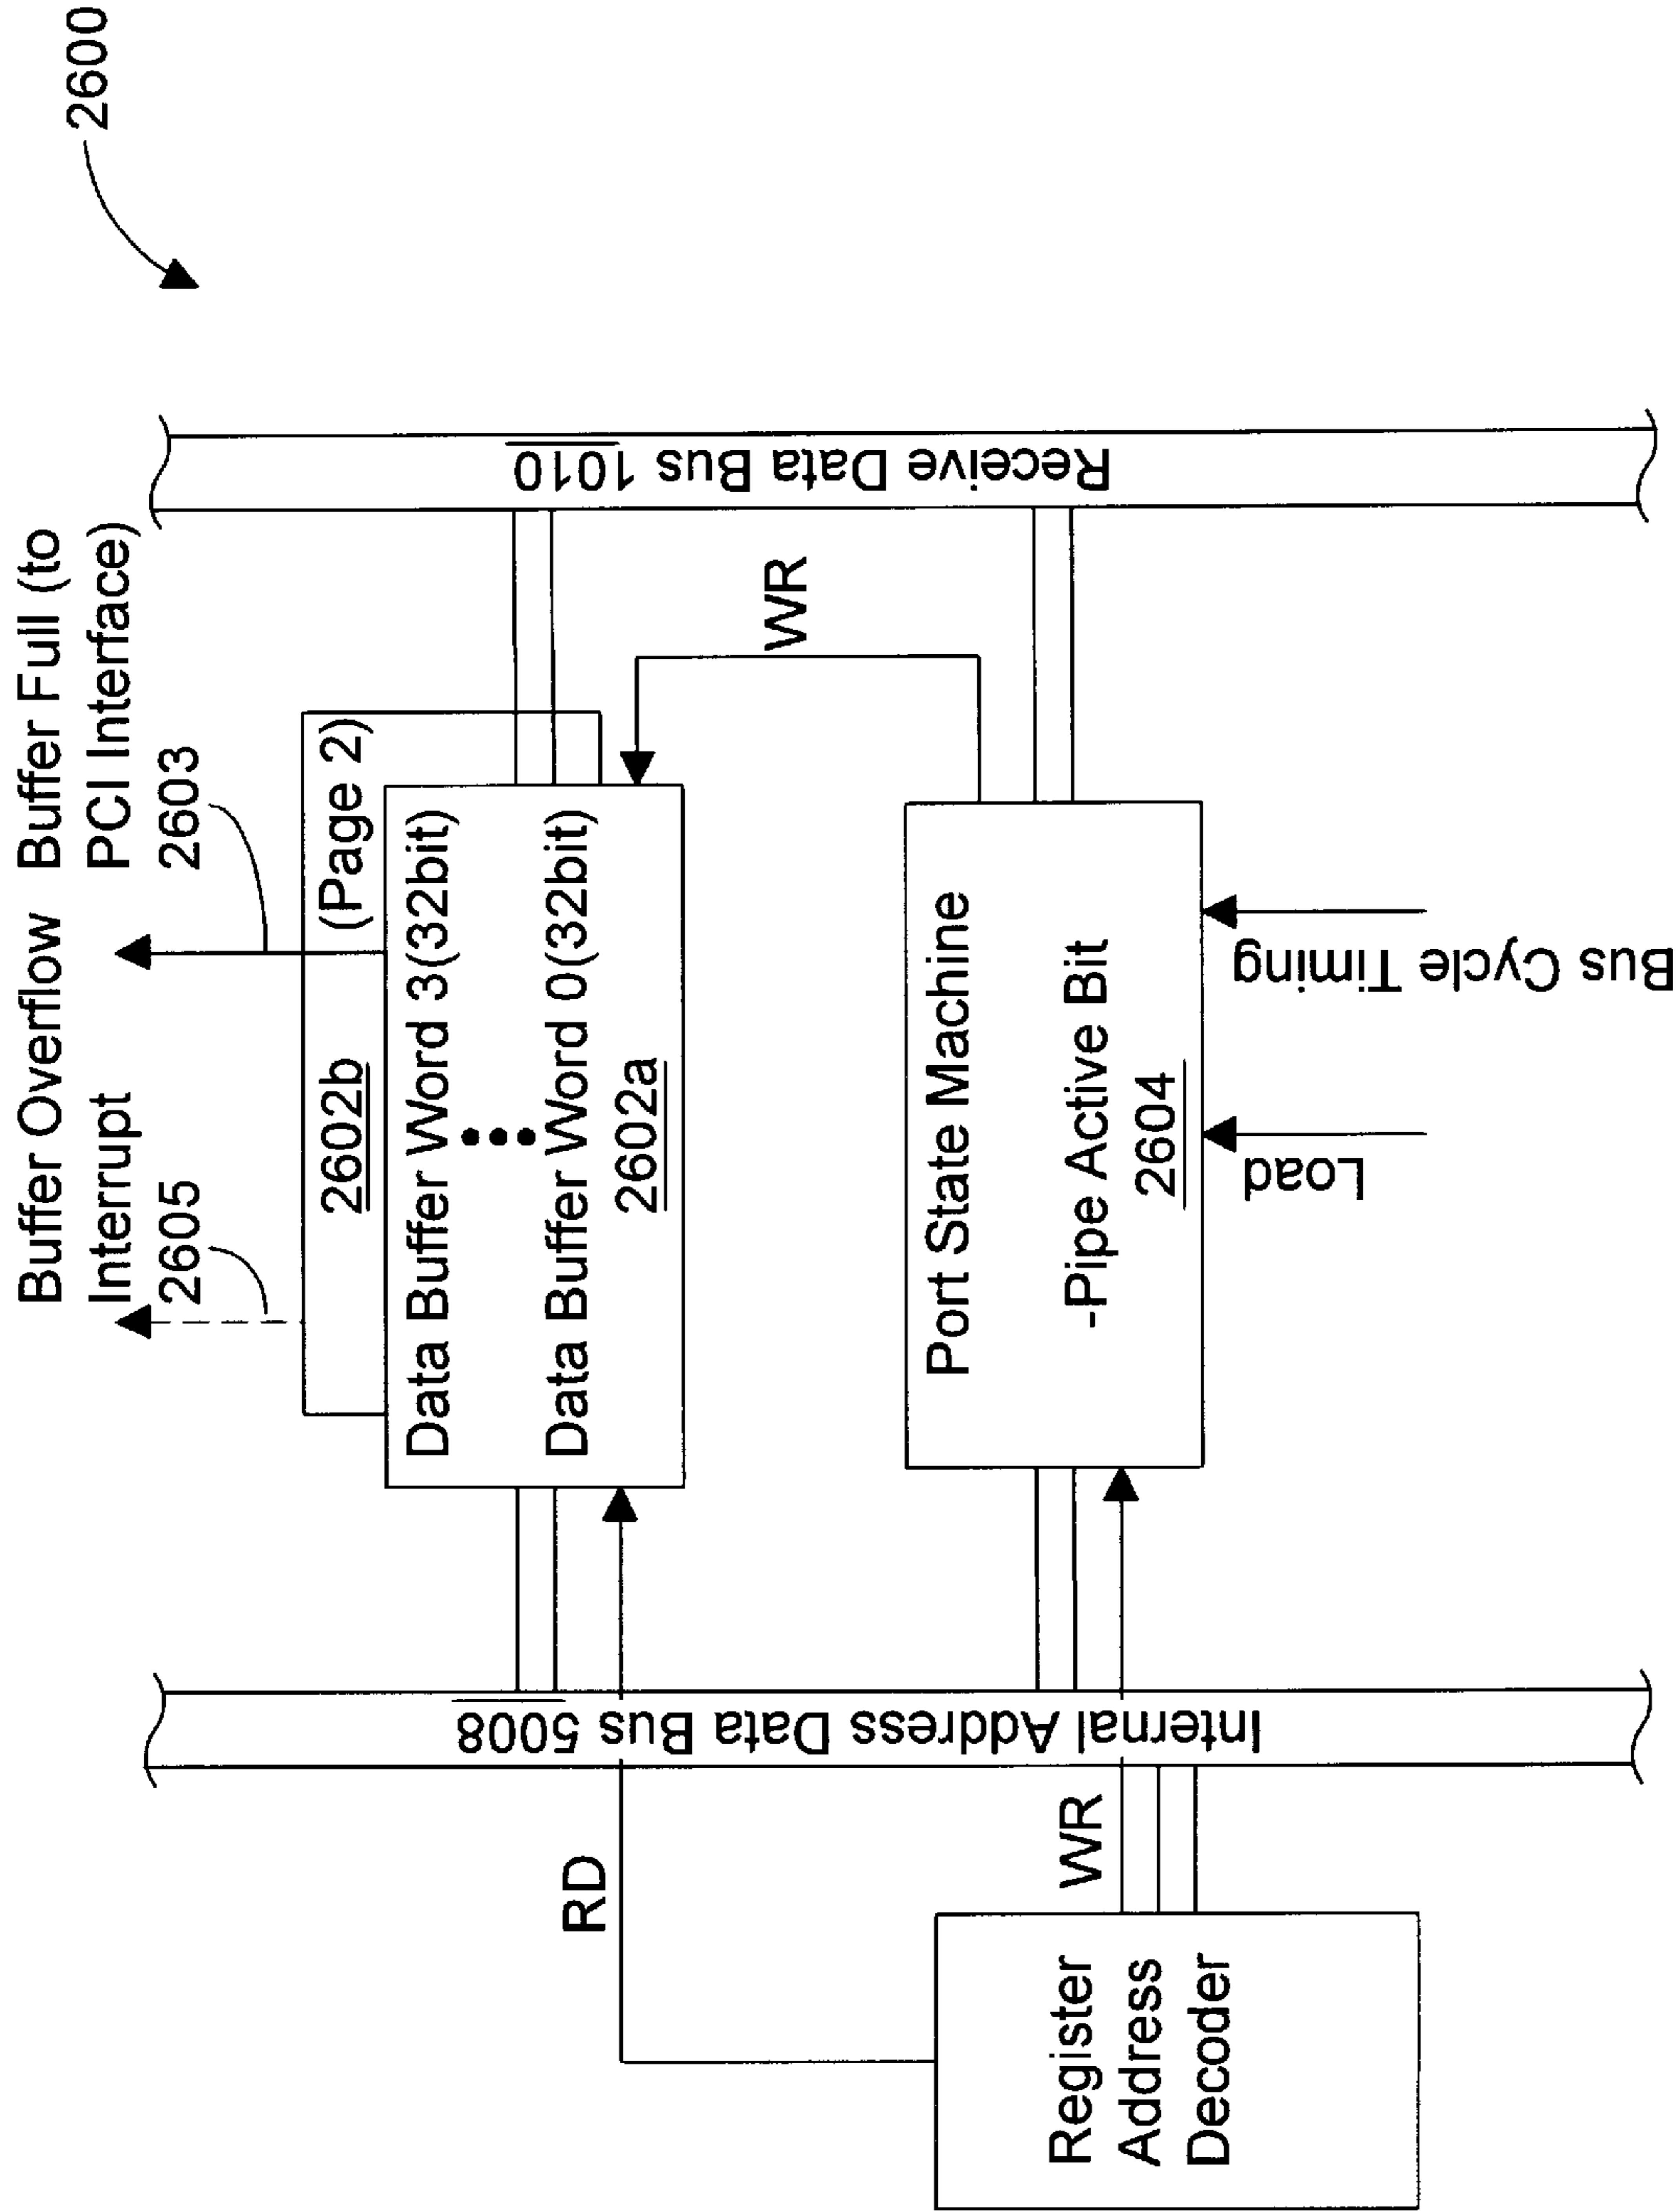 2600
Buffer Overflow
Interrupt
2605
Buffer Full (to
PCI Interface)
2603
2602b
(Page 2)
Data Buffer Word 3(32bit)
Data Buffer Word 0(32bit)
2602a
RD
WR
WR
Internal Address Data Bus 5008
Receive Data Bus 1010
Port State Machine
-Pipe Active Bit
2604
Register
Address
Decoder
Load
Bus Cycle Timing